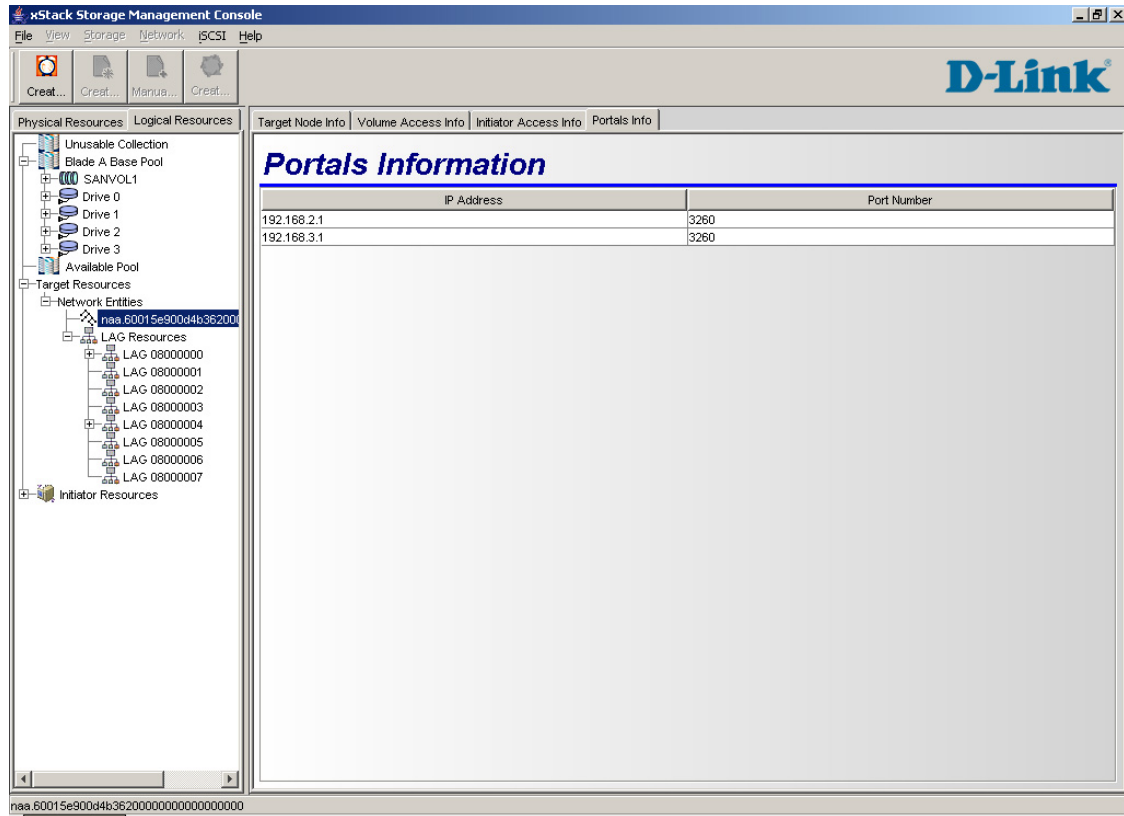 xStack Storage Management Console
File View Storage Network iSCSI Help
Creat... Creat... Manua... Creat...
D-Link®
Physical Resources Logical Resources
Target Node Info Volume Access Info Initiator Access Info Portals Info
Unusable Collection
Blade A Base Pool
SANVOL1
Drive 0
Drive 1
Drive 2
Drive 3
Available Pool
Target Resources
Network Entities
naa.60015e900d4b362000
LAG Resources
LAG 08000000
LAG 08000001
LAG 08000002
LAG 08000003
LAG 08000004
LAG 08000005
LAG 08000006
LAG 08000007
Initiator Resources
Portals Information
IP Address Port Number
192.168.2.1 3260
192.168.3.1 3260
naa.60015e900d4b36200000000000000000